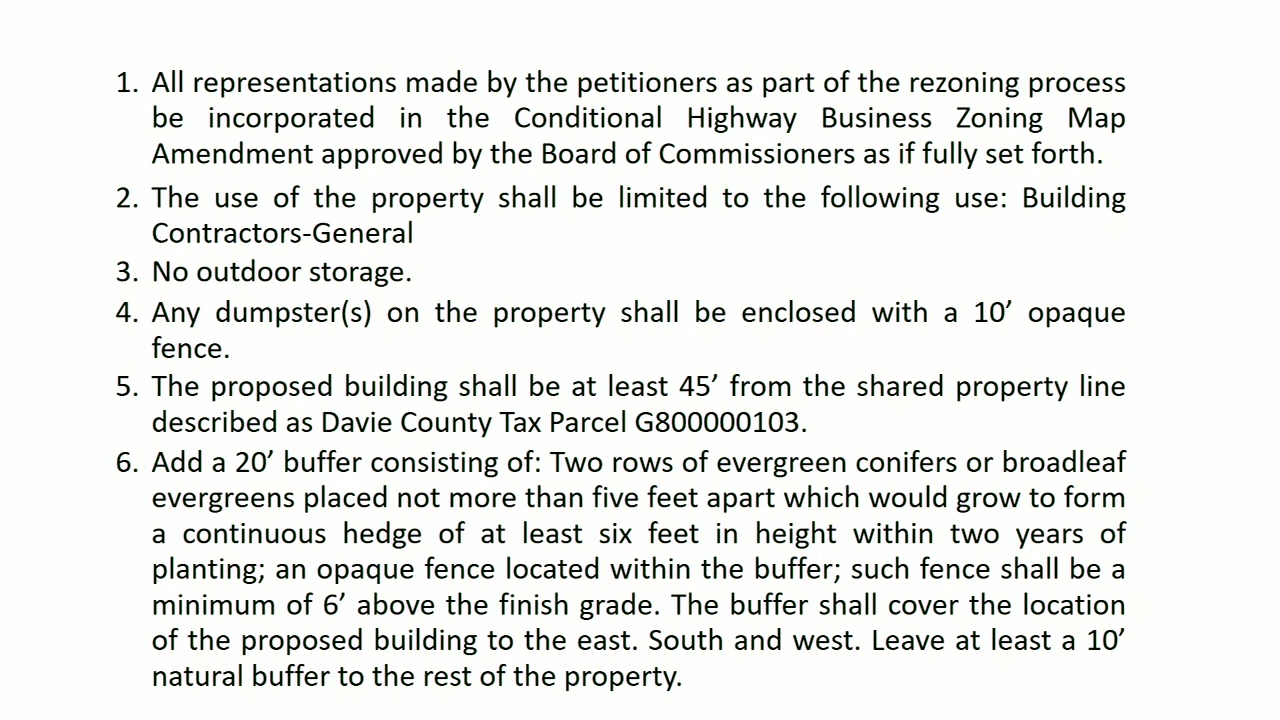 1. All representations made by the petitioners as part of the rezoning process
be incorporated in the Conditional Highway Business Zoning Map
Amendment approved by the Board of Commissioners as if fully set forth.
2. The use of the property shall be limited to the following use: Building
Contractors-General
3. No outdoor storage.
4. Any dumpster(s) on the property shall be enclosed with a 10’ opaque
fence.
5. The proposed building shall be at least 45’ from the shared property line
described as Davie County Tax Parcel G800000103.
6. Add a 20’ buffer consisting of: Two rows of evergreen conifers or broadleaf
evergreens placed not more than five feet apart which would grow to form
a continuous hedge of at least six feet in height within two years of
planting; an opaque fence located within the buffer; such fence shall be a
minimum of 6’ above the finish grade. The buffer shall cover the location
of the proposed building to the east. South and west. Leave at least a 10’
natural buffer to the rest of the property.